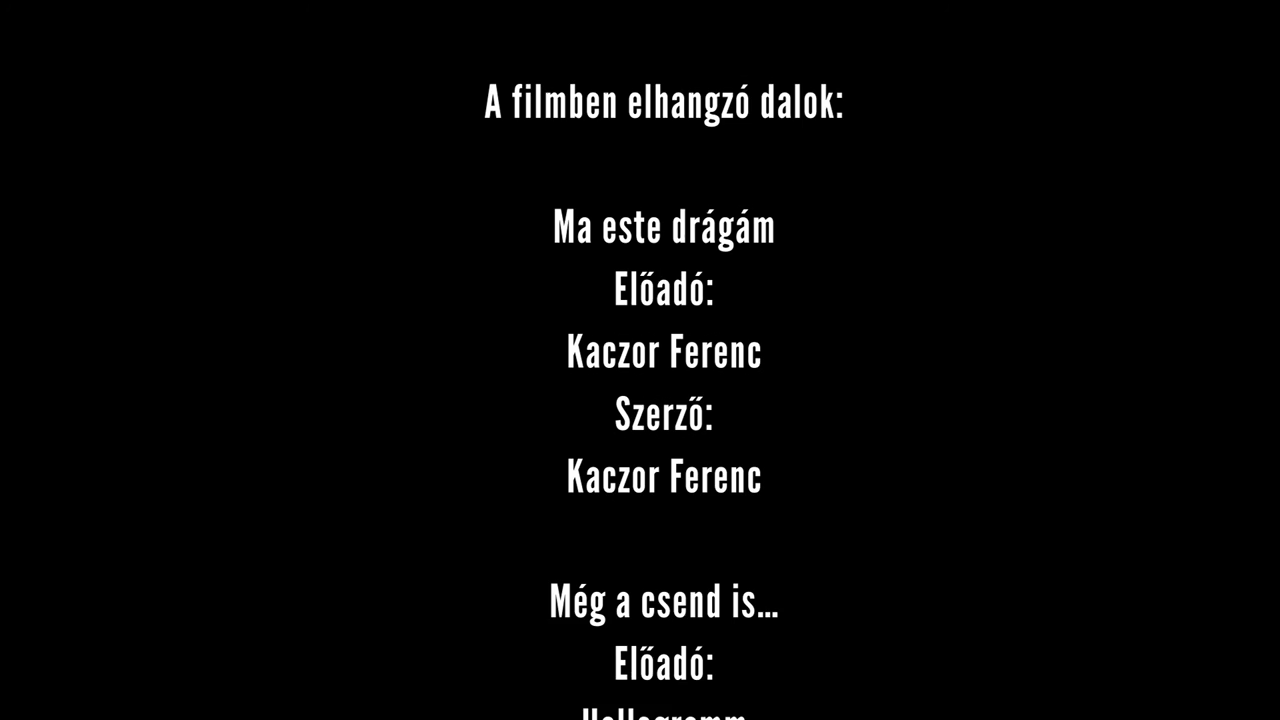 A filmben elhangzó dalok:
Ma este drágám
Előadó:
Kaczor Ferenc
Szerző:
Kaczor Ferenc
Még a csend is...
Előadó: